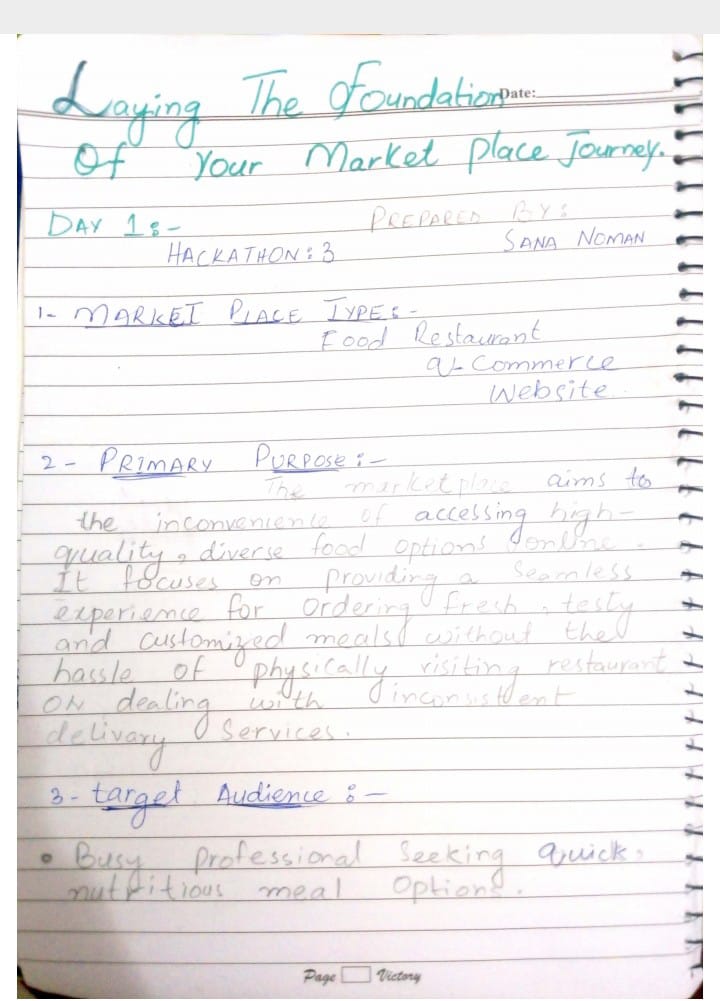 Date:
Laying The Foundation
Of Your Market place Journey.
DAY 1:-
PREPARED BY:
HACKATHON: 3
SANA NOMAN
1- MARKET PLACE TYPE:-
Food Restaurant
Q-Commerce
Website.
2- PRIMARY PURPOSE:-
The marketplace aims to
the inconvenience of accessing high-
quality, diverse food options online.
It focuses on providing a seamless
experience for ordering fresh, testy
and customized meals without the
hassle of physically visiting restaurant
or dealing with inconsistent
delivary Services.
3- target Audience :-
• Busy professional Seeking quick,
nutritious meal Options.
Page Victory